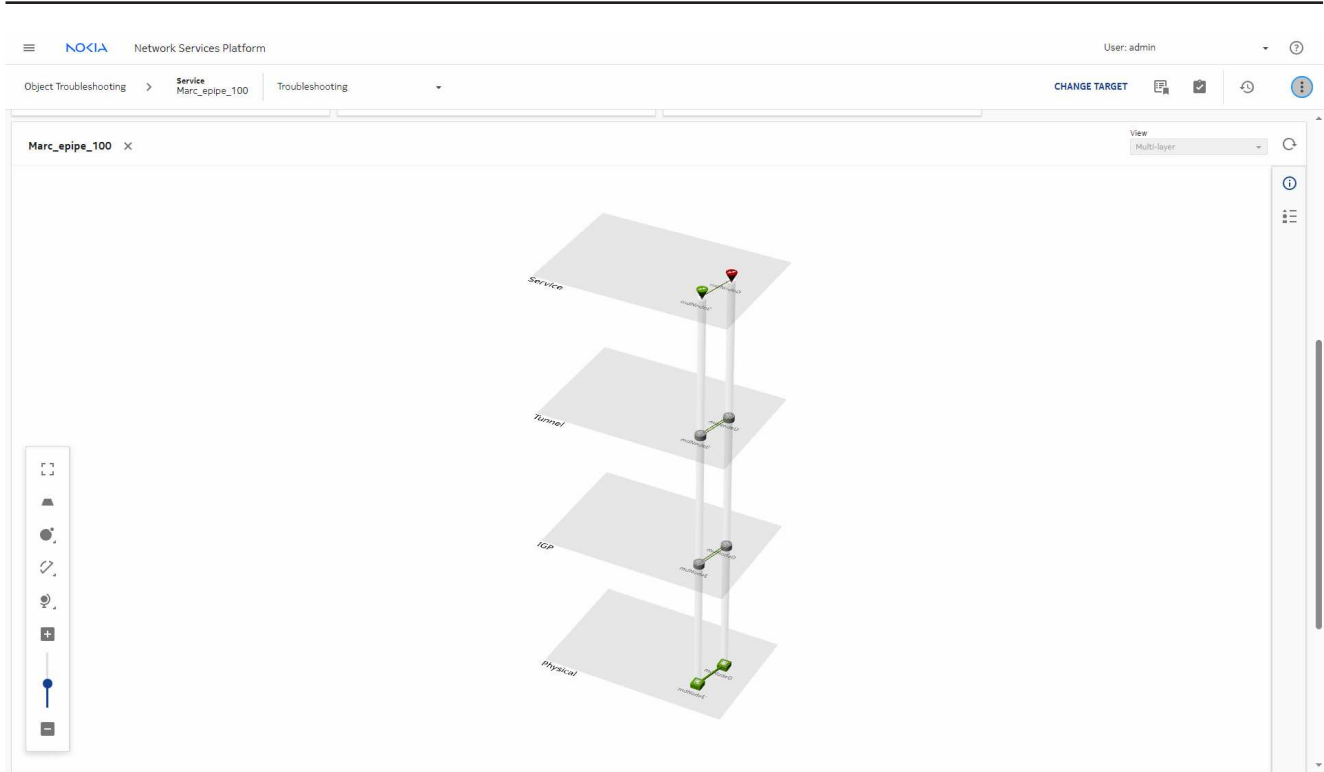 NOKIA Network Services Platform
User: admin
Object Troubleshooting
Service
Marc_epipe_100
Troubleshooting
CHANGE TARGET
Marc_epipe_100
View
Multi-layer
Service
Tunnel
IGP
Physical